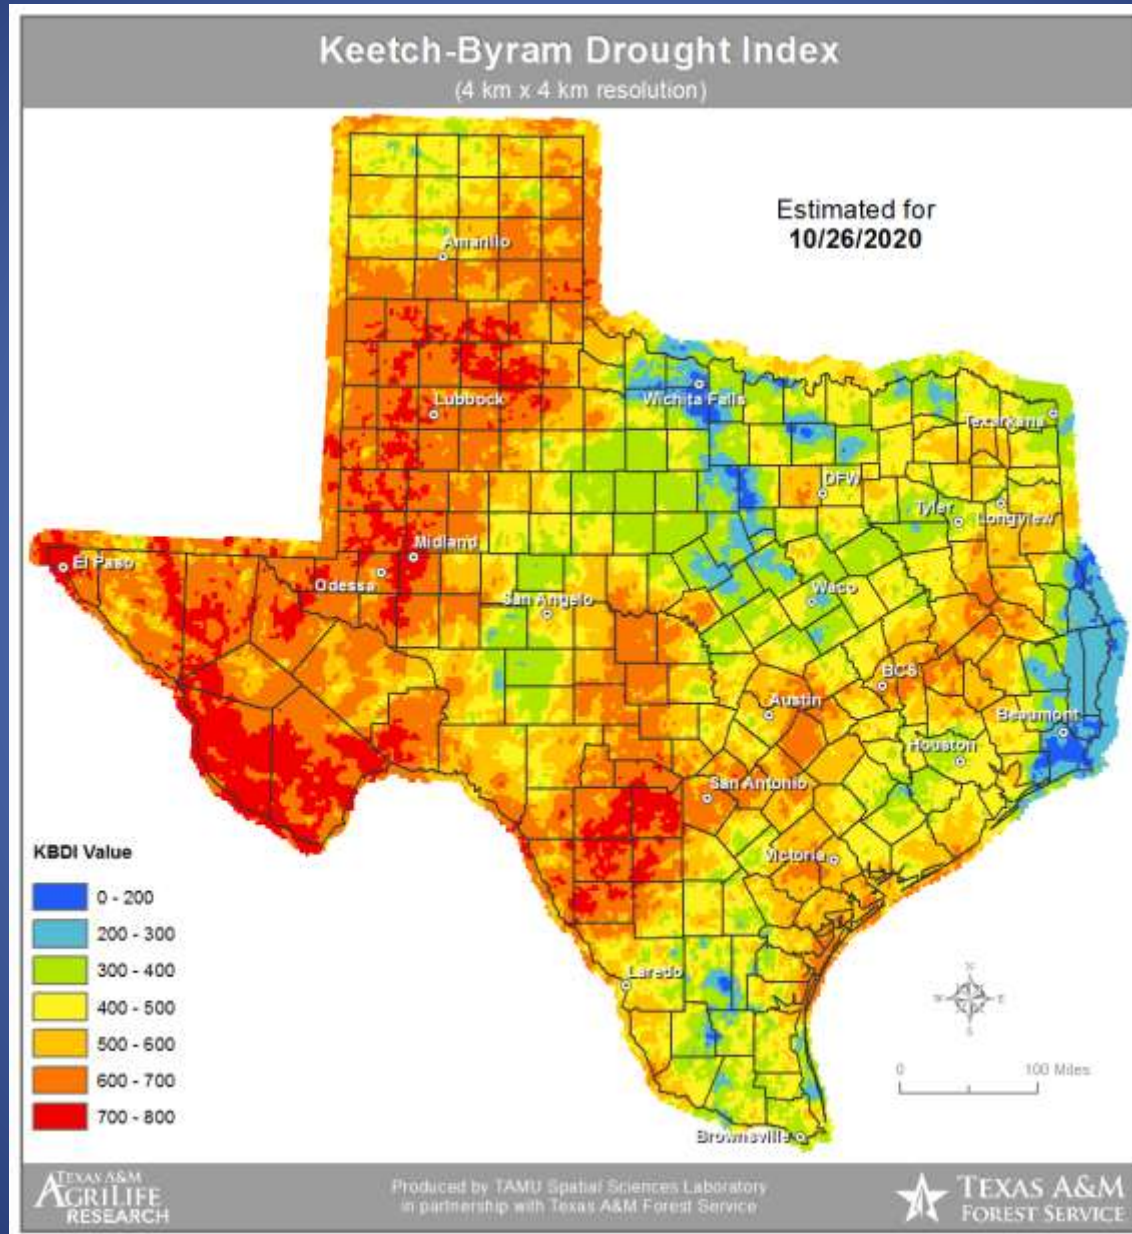 Keetch-Byram Drought Index
(4 km x 4 km resolution)
Estimated for
10/26/2020
Amarillo
Lubbock
Wichita Falls
Texarkana
DFW
Tyler
Longview
El Paso
Midland
Odessa
San Angelo
Waco
BCS
Austin
Beaumont
Houston
San Antonio
Victoria
Laredo
Brownsville
KBDI Value
0 - 200
200 - 300
300 - 400
400 - 500
500 - 600
600 - 700
700 - 800
N
W E
S
0 100 Miles
TEXAS A&M
AGRILIFE
RESEARCH
Produced by TAMU Spatial Sciences Laboratory
in partnership with Texas A&M Forest Service
TEXAS A&M
FOREST SERVICE